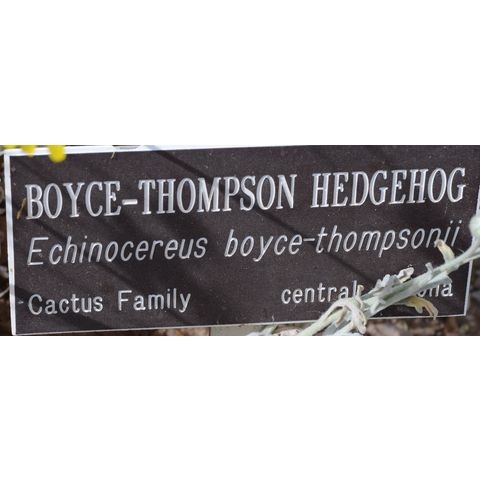 BOYCE-THOMPSON HEDGEHOG
Echinocereus boyce-thompsonii
Cactus Family central